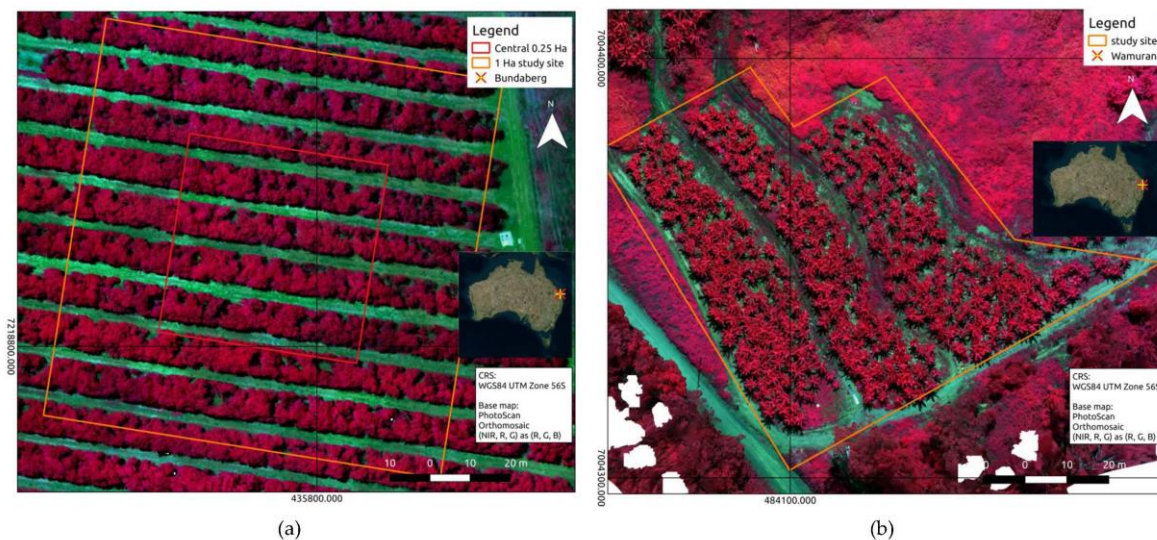 Legend
Central 0.25 Ha
1 Ha study site
Bundaberg
N
7218800.000
CRS:
WGS84 UTM Zone 56S
Base map:
PhotoScan
Orthomosaic
(NIR, R, G) as (R, G, B)
10 0 10 20 m
435800.000
(a)
Legend
study site
Wamuran
N
7004400.000
CRS:
WGS84 UTM Zone 56S
Base map:
PhotoScan
Orthomosaic
(NIR, R, G) as (R, G, B)
7004300.000
0 10 20 m
484100.000
(b)